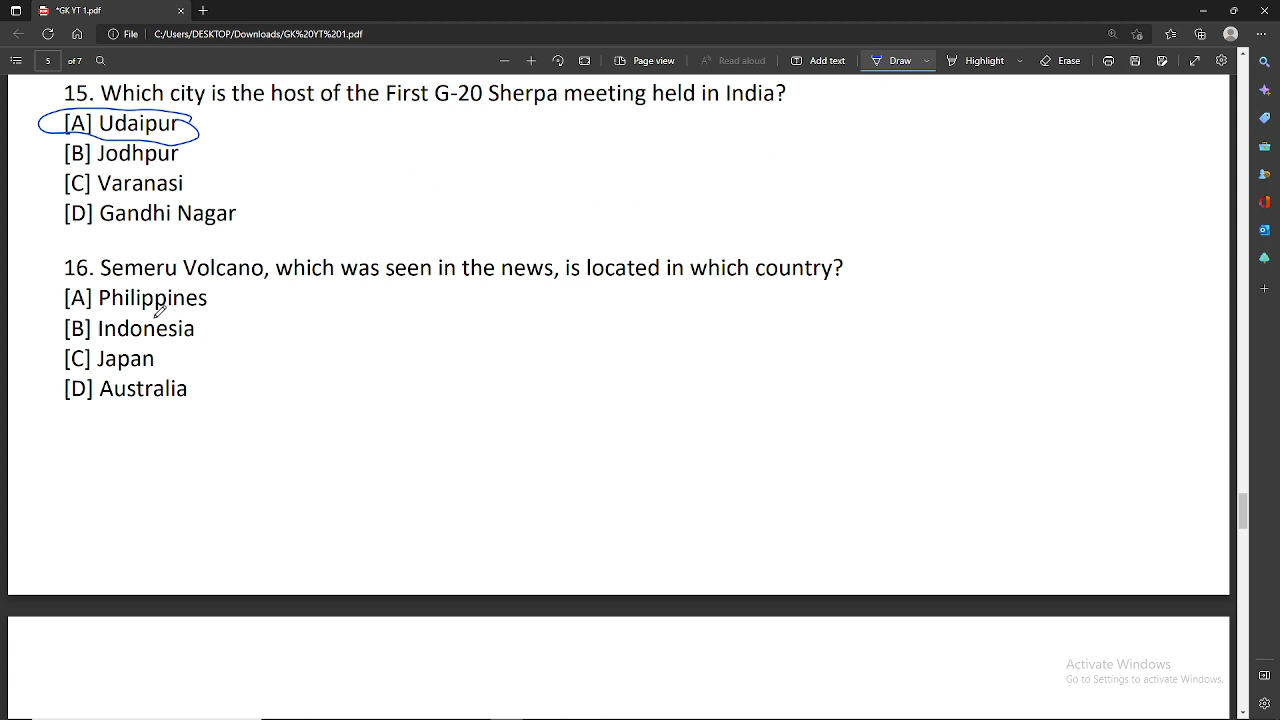 *GK YT 1.pdf
File
C:/Users/DESKTOP/Downloads/GK%20YT%201.pdf
5 of 7
Page view
Read aloud
Add text
Draw
Highlight
Erase
15. Which city is the host of the First G-20 Sherpa meeting held in India?
[A] Udaipur
[B] Jodhpur
[C] Varanasi
[D] Gandhi Nagar
16. Semeru Volcano, which was seen in the news, is located in which country?
[A] Philippines
[B] Indonesia
[C] Japan
[D] Australia
Activate Windows
Go to Settings to activate Windows.